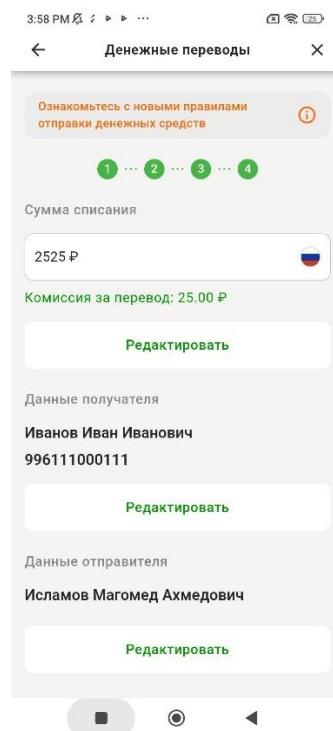 3:58 PM
25
Денежные переводы
Ознакомьтесь с новыми правилами
отправки денежных средств
1 ··· 2 ··· 3 ··· 4
Сумма списания
2525 ₽
Комиссия за перевод: 25.00 ₽
Редактировать
Данные получателя
Иванов Иван Иванович
996111000111
Редактировать
Данные отправителя
Исламов Магомед Ахмедович
Редактировать